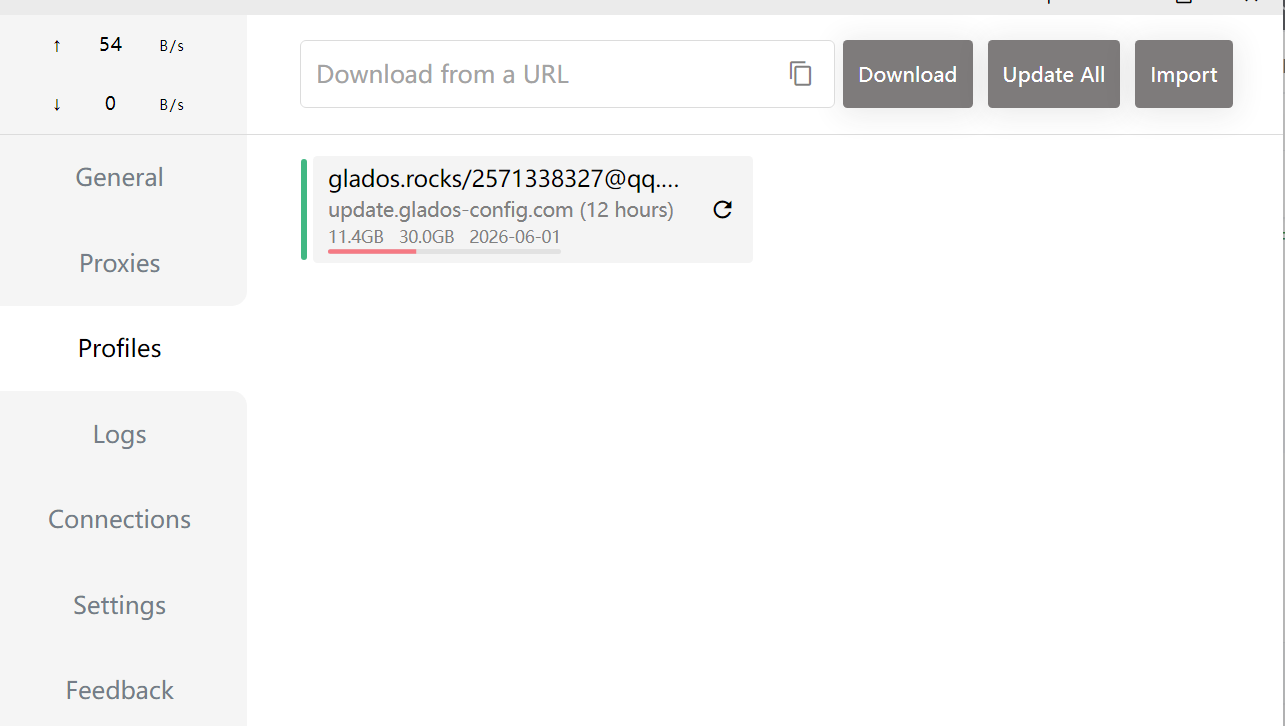 ↑ 54 B/s
↓ 0 B/s
General
Proxies
Profiles
Logs
Connections
Settings
Feedback
Download from a URL
Download
Update All
Import
glados.rocks/2571338327@qq....
update.glados-config.com (12 hours)
11.4GB 30.0GB 2026-06-01